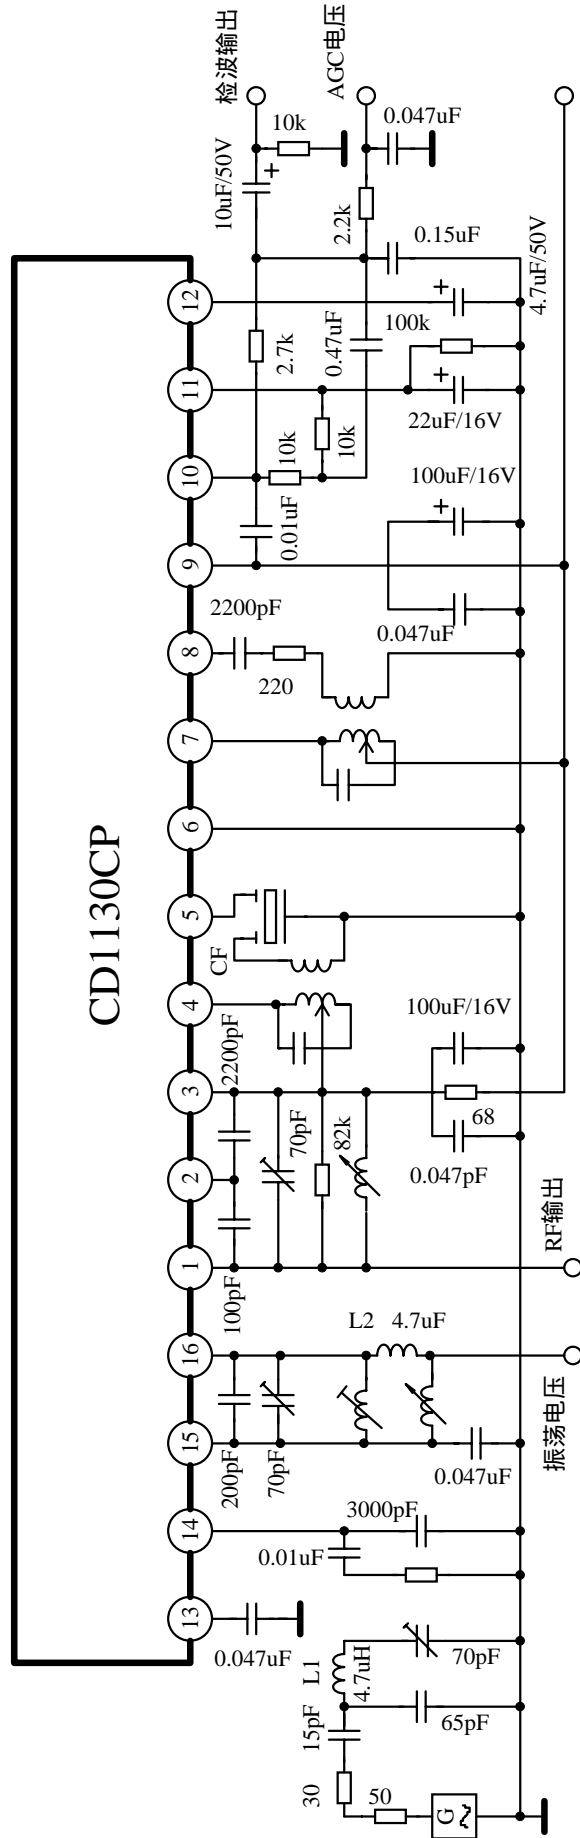 检波输出
AGC电压
10k
0.047uF
10uF/50V
+
2.2k
0.15uF
4.7uF/50V
12
+
2.7k
0.47uF
100k
11
+
22uF/16V
10k
10k
10
0.01uF
100uF/16V
+
9
2200pF
0.047uF
8
220
7
6
CD1130CP
5
CF
4
2200pF
100uF/16V
3
70pF
82k
68
2
0.047pF
RF输出
1
100pF
L2 4.7uF
16
振荡电压
15
200pF
70pF
0.047uF
14
3000pF
0.01uF
13
0.047uF
L1
4.7uH
70pF
15pF
65pF
30
50
G